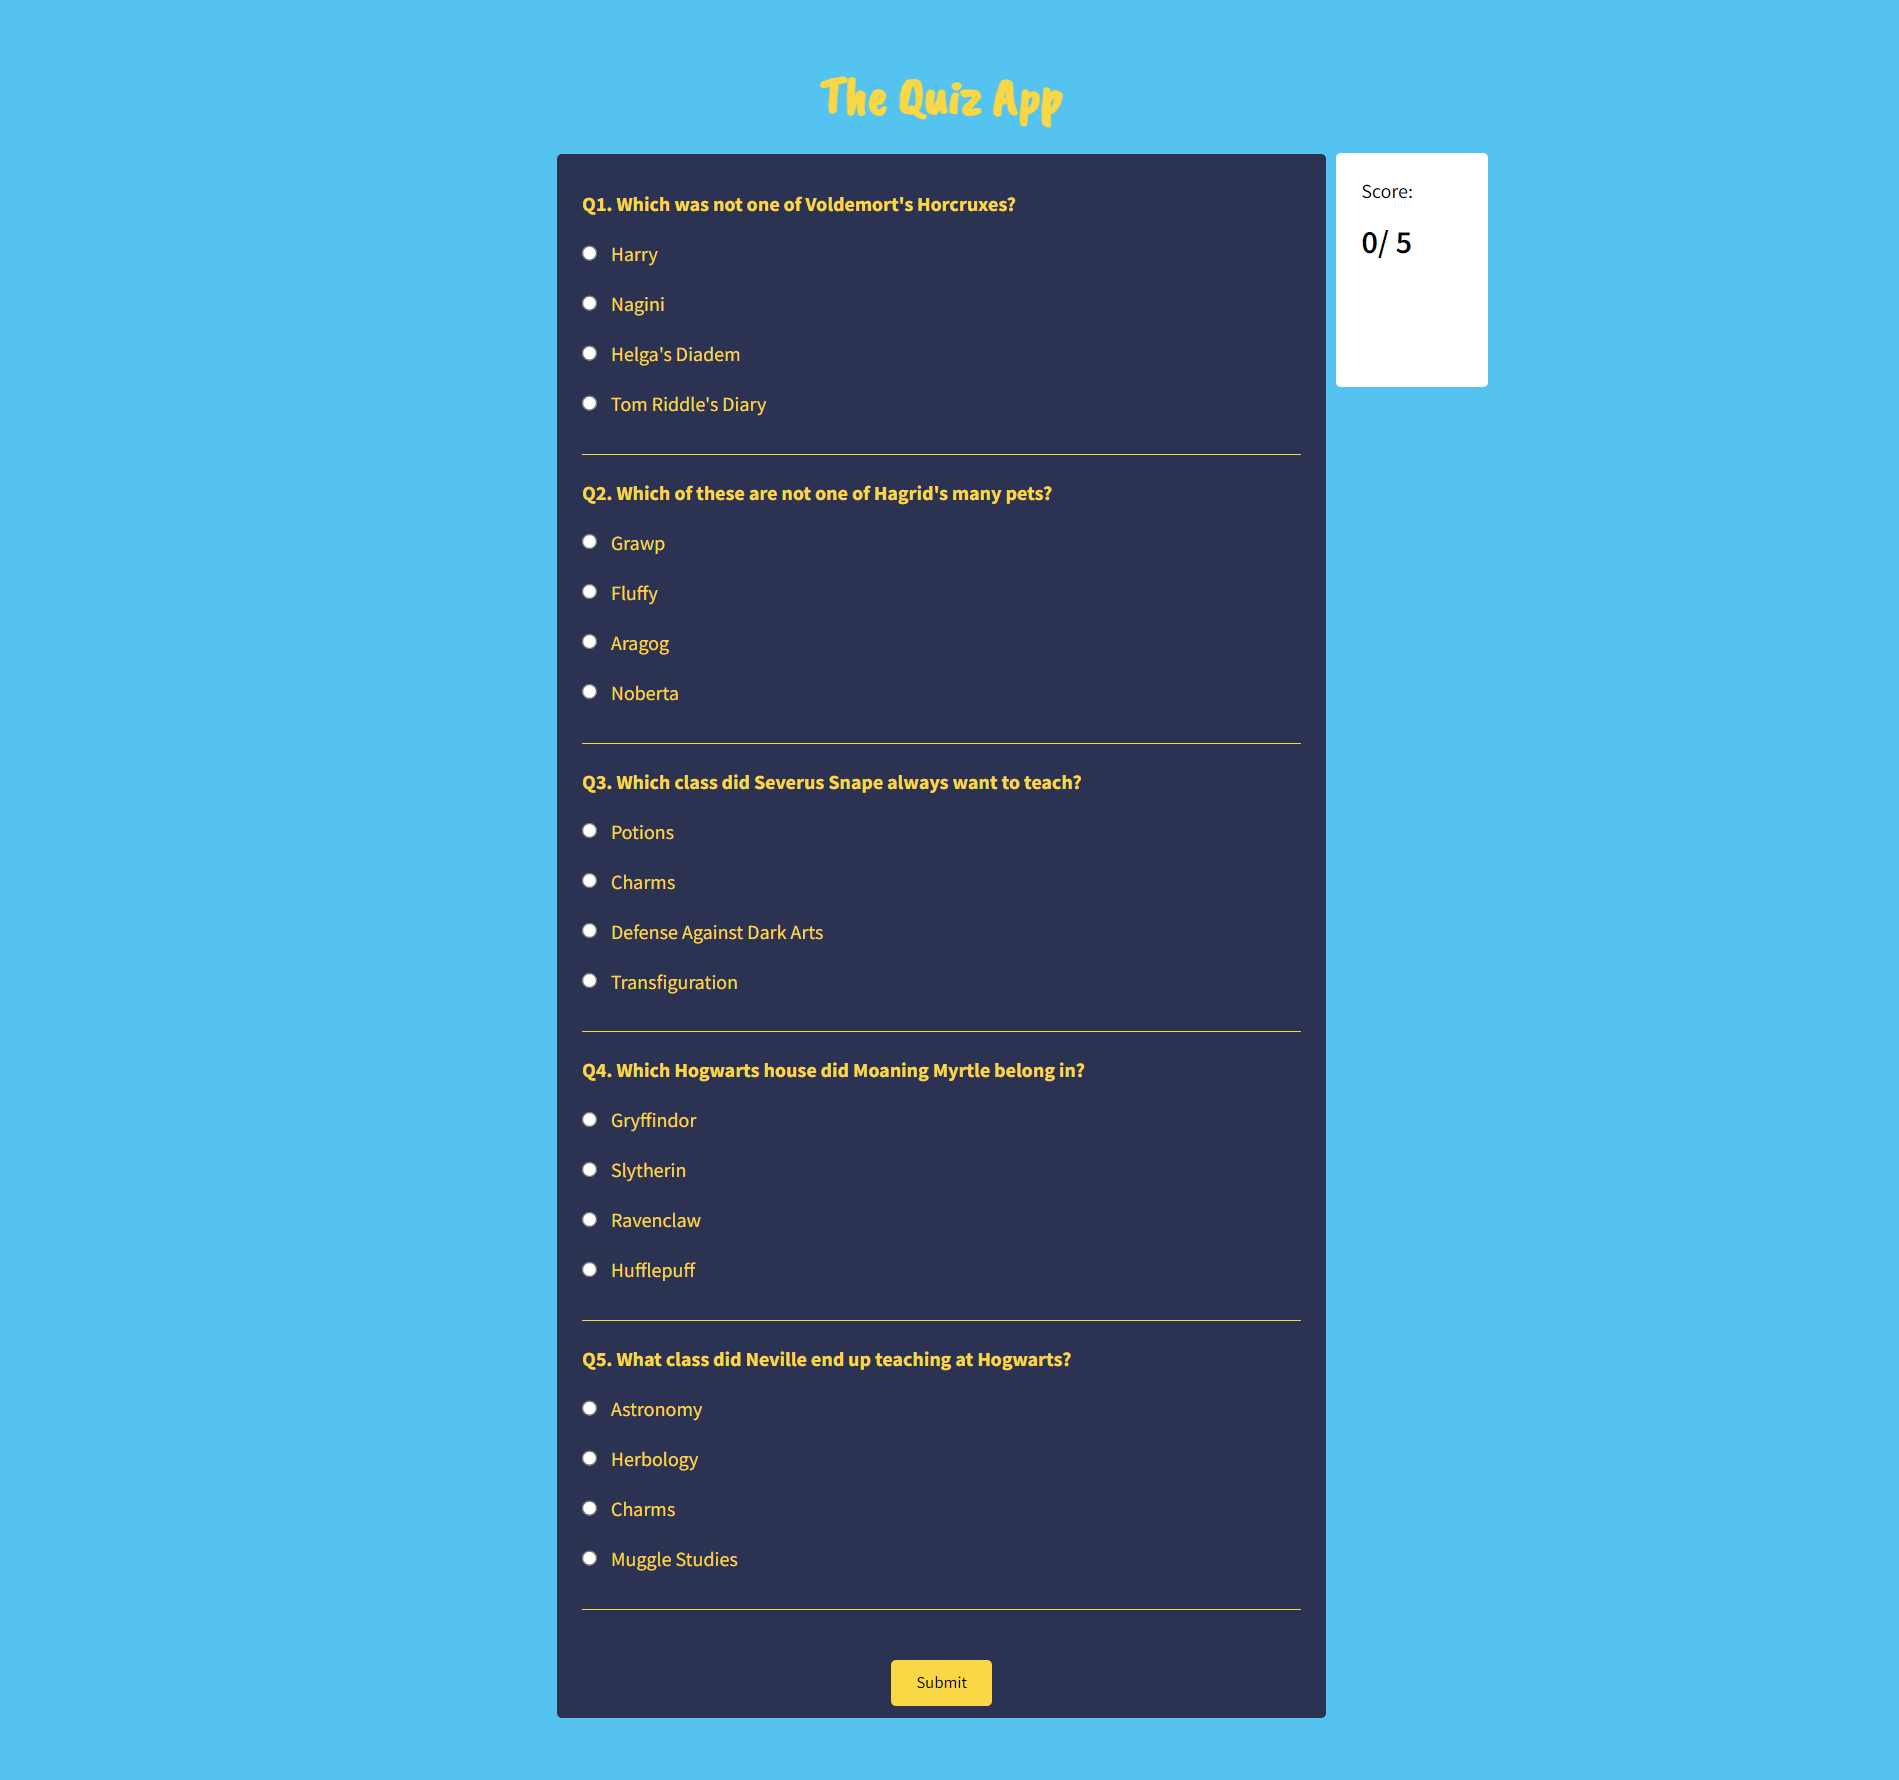 The Quiz App
Q1. Which was not one of Voldemort's Horcruxes?
Harry
Nagini
Helga's Diadem
Tom Riddle's Diary
Score:
0/ 5
Q2. Which of these are not one of Hagrid's many pets?
Grawp
Fluffy
Aragog
Noberta
Q3. Which class did Severus Snape always want to teach?
Potions
Charms
Defense Against Dark Arts
Transfiguration
Q4. Which Hogwarts house did Moaning Myrtle belong in?
Gryffindor
Slytherin
Ravenclaw
Hufflepuff
Q5. What class did Neville end up teaching at Hogwarts?
Astronomy
Herbology
Charms
Muggle Studies
Submit